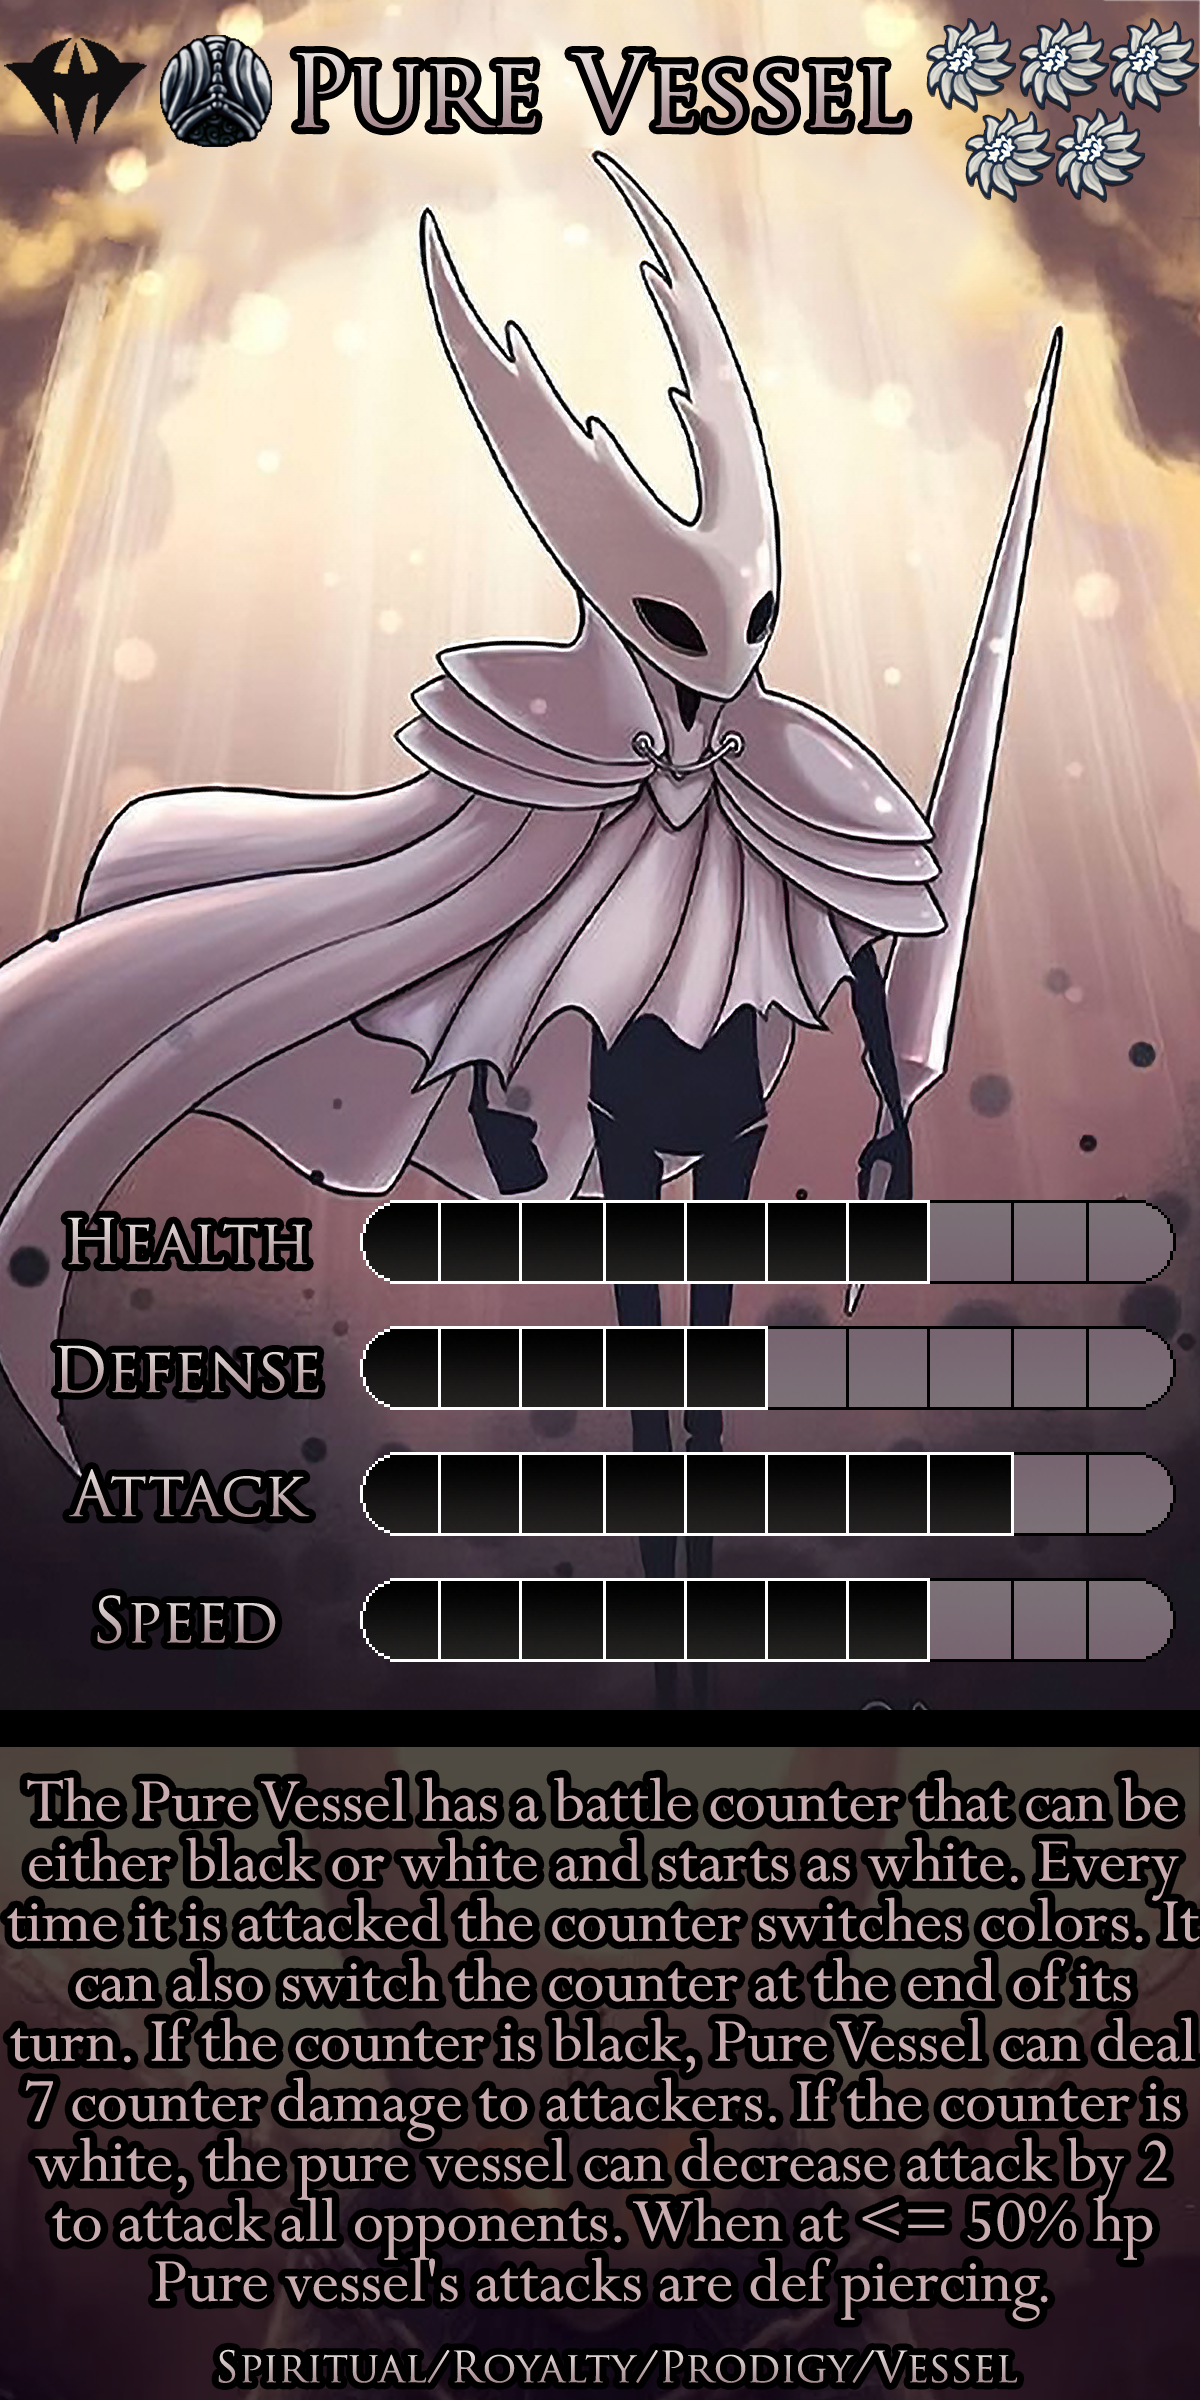 Pure Vessel
Health
Defense
Attack
Speed
The Pure Vessel has a battle counter that can be
either black or white and starts as white. Every
time it is attacked the counter switches colors. It
can also switch the counter at the end of its
turn. If the counter is black, Pure Vessel can deal
7 counter damage to attackers. If the counter is
white, the pure vessel can decrease attack by 2
to attack all opponents. When at <= 50% hp
Pure vessel's attacks are def piercing.
Spiritual/Royalty/Prodigy/Vessel